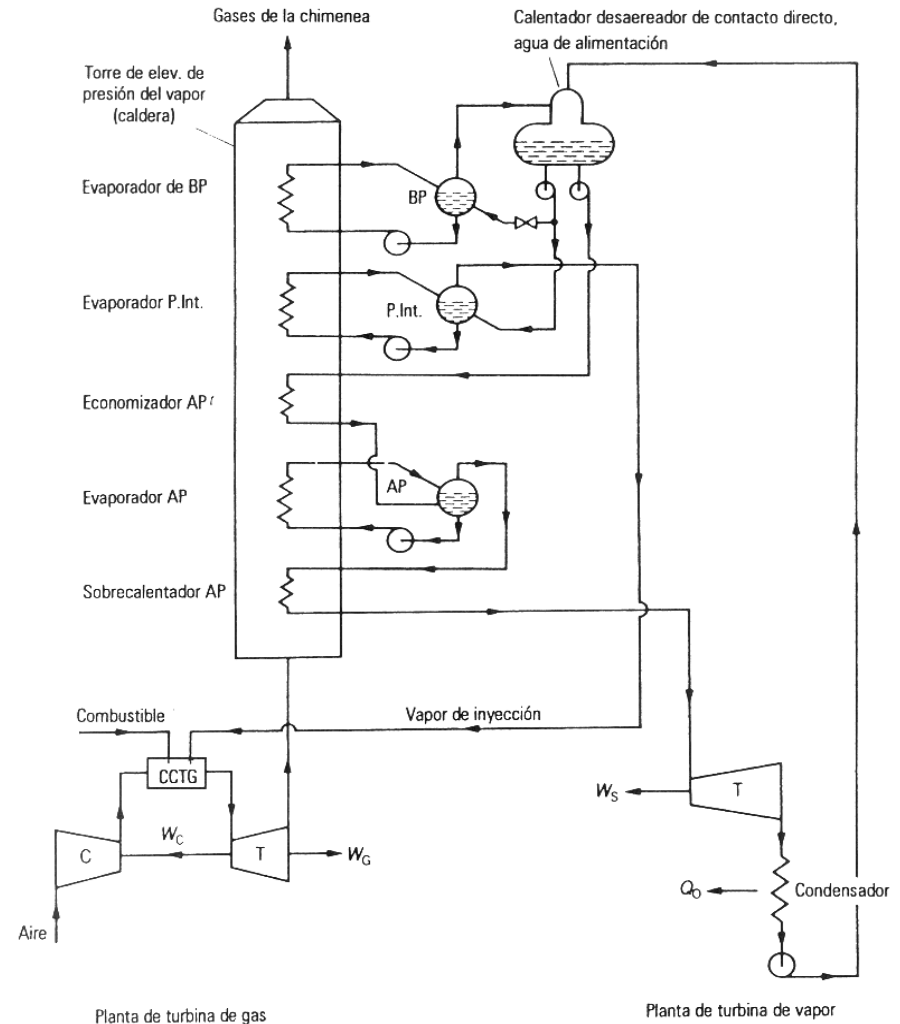 Gases de la chimenea
Calentador desaereador de contacto directo,
agua de alimentación
Torre de elev. de
presión del vapor
(caldera)
Evaporador de BP
BP
Evaporador P.Int.
P.Int.
Economizador AP
Evaporador AP
AP
Sobrecalentador AP
Combustible
Vapor de inyección
CCTG
W_S
T
W_C
C
T
W_G
Q_O
Condensador
Aire
Planta de turbina de gas
Planta de turbina de vapor